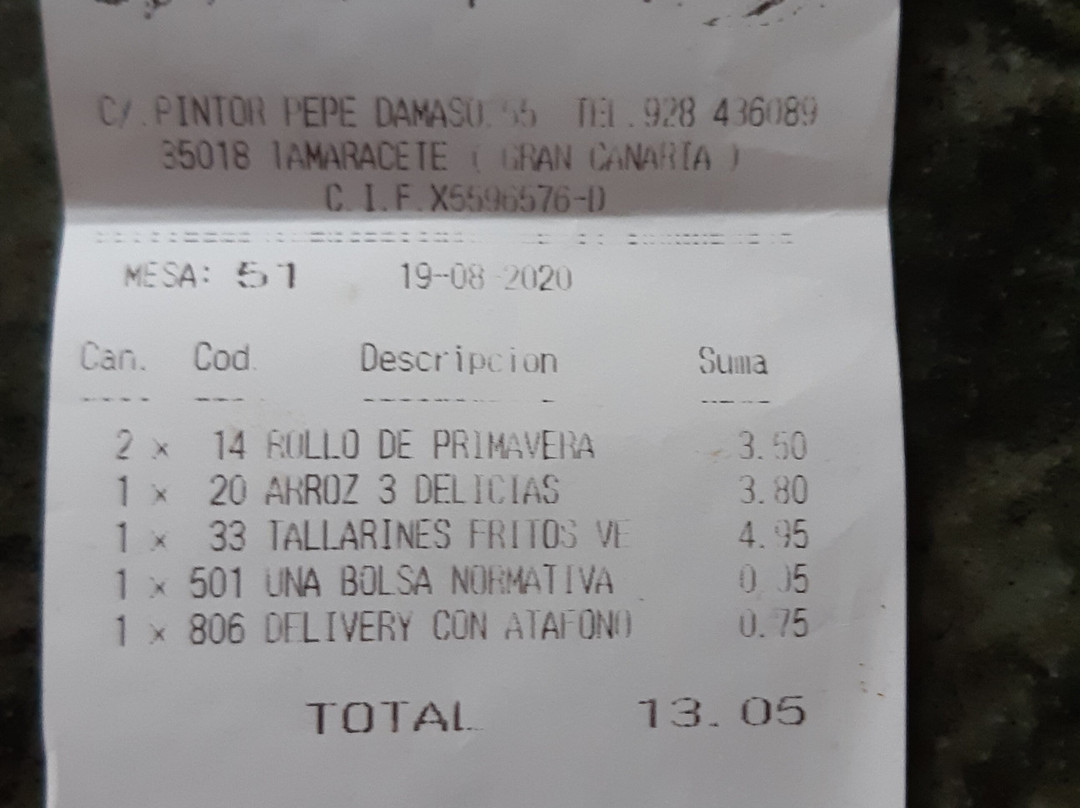 C/.PINTOR PEPE DAMASO.55 TEL.928 436089
35018 TAMARACETE ( GRAN CANARIA )
C.I.F.X5596576-D
MESA: 51 19-08-2020
Can. Cod. Descripcion Suma
2 x 14 ROLLO DE PRIMAVERA 3.50
1 x 20 ARROZ 3 DELICIAS 3.80
1 x 33 TALLARINES FRITOS VE 4.95
1 x 501 UNA BOLSA NORMATIVA 0.05
1 x 806 DELIVERY CON ATAFONO 0.75
TOTAL 13.05